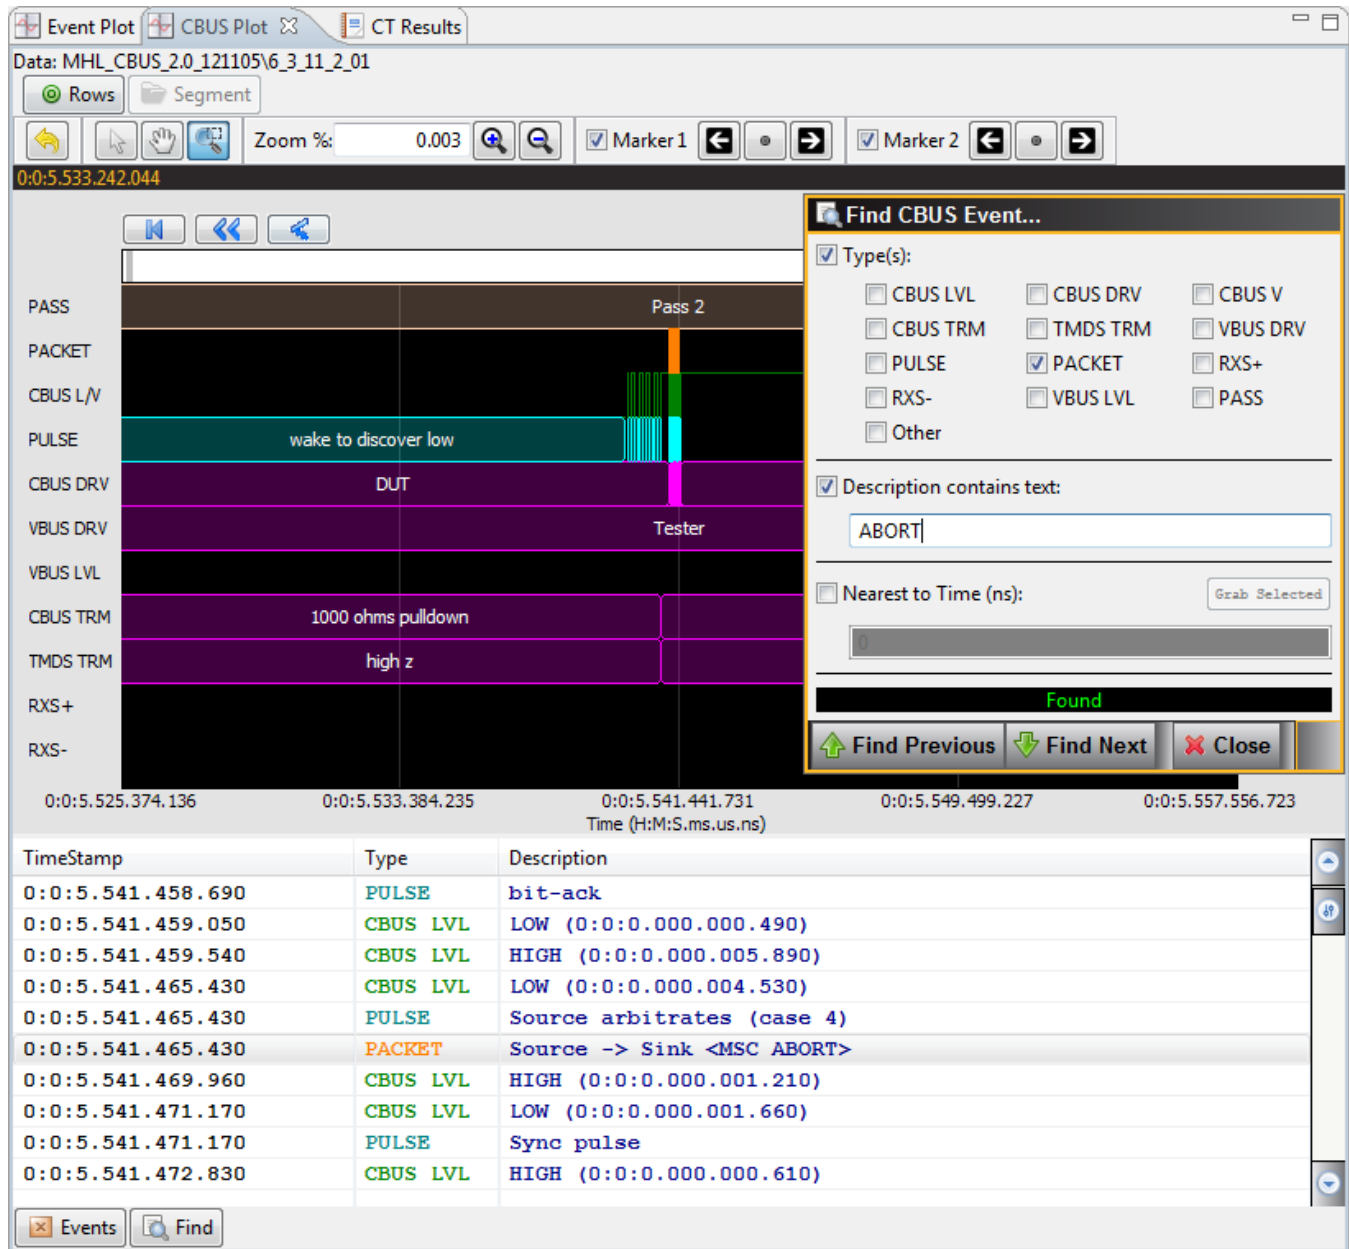 Event Plot CBUS Plot CT Results
Data: MHL_CBUS_2.0_121105\6_3_11_2_01
Rows Segment
Zoom %: 0.003 Marker 1 Marker 2
0:0:5.533.242.044
Find CBUS Event...
Type(s):
CBUS LVL CBUS DRV CBUS V
CBUS TRM TMDS TRM VBUS DRV
PULSE PACKET RXS+
RXS- VBUS LVL PASS
Other
Description contains text:
ABORT
Nearest to Time (ns): Grab Selected
0
Found
Find Previous Find Next Close
PASS Pass 2
PACKET
CBUS L/V
PULSE wake to discover low
CBUS DRV DUT
VBUS DRV Tester
VBUS LVL
CBUS TRM 1000 ohms pulldown
TMDS TRM high z
RXS+
RXS-
0:0:5.525.374.136 0:0:5.533.384.235 0:0:5.541.441.731 0:0:5.549.499.227 0:0:5.557.556.723
Time (H:M:S.ms.us.ns)
TimeStamp Type Description
0:0:5.541.458.690 PULSE bit-ack
0:0:5.541.459.050 CBUS LVL LOW (0:0:0.000.000.490)
0:0:5.541.459.540 CBUS LVL HIGH (0:0:0.000.005.890)
0:0:5.541.465.430 CBUS LVL LOW (0:0:0.000.004.530)
0:0:5.541.465.430 PULSE Source arbitrates (case 4)
0:0:5.541.465.430 PACKET Source -> Sink <MSC ABORT>
0:0:5.541.469.960 CBUS LVL HIGH (0:0:0.000.001.210)
0:0:5.541.471.170 CBUS LVL LOW (0:0:0.000.001.660)
0:0:5.541.471.170 PULSE Sync pulse
0:0:5.541.472.830 CBUS LVL HIGH (0:0:0.000.000.610)
Events Find